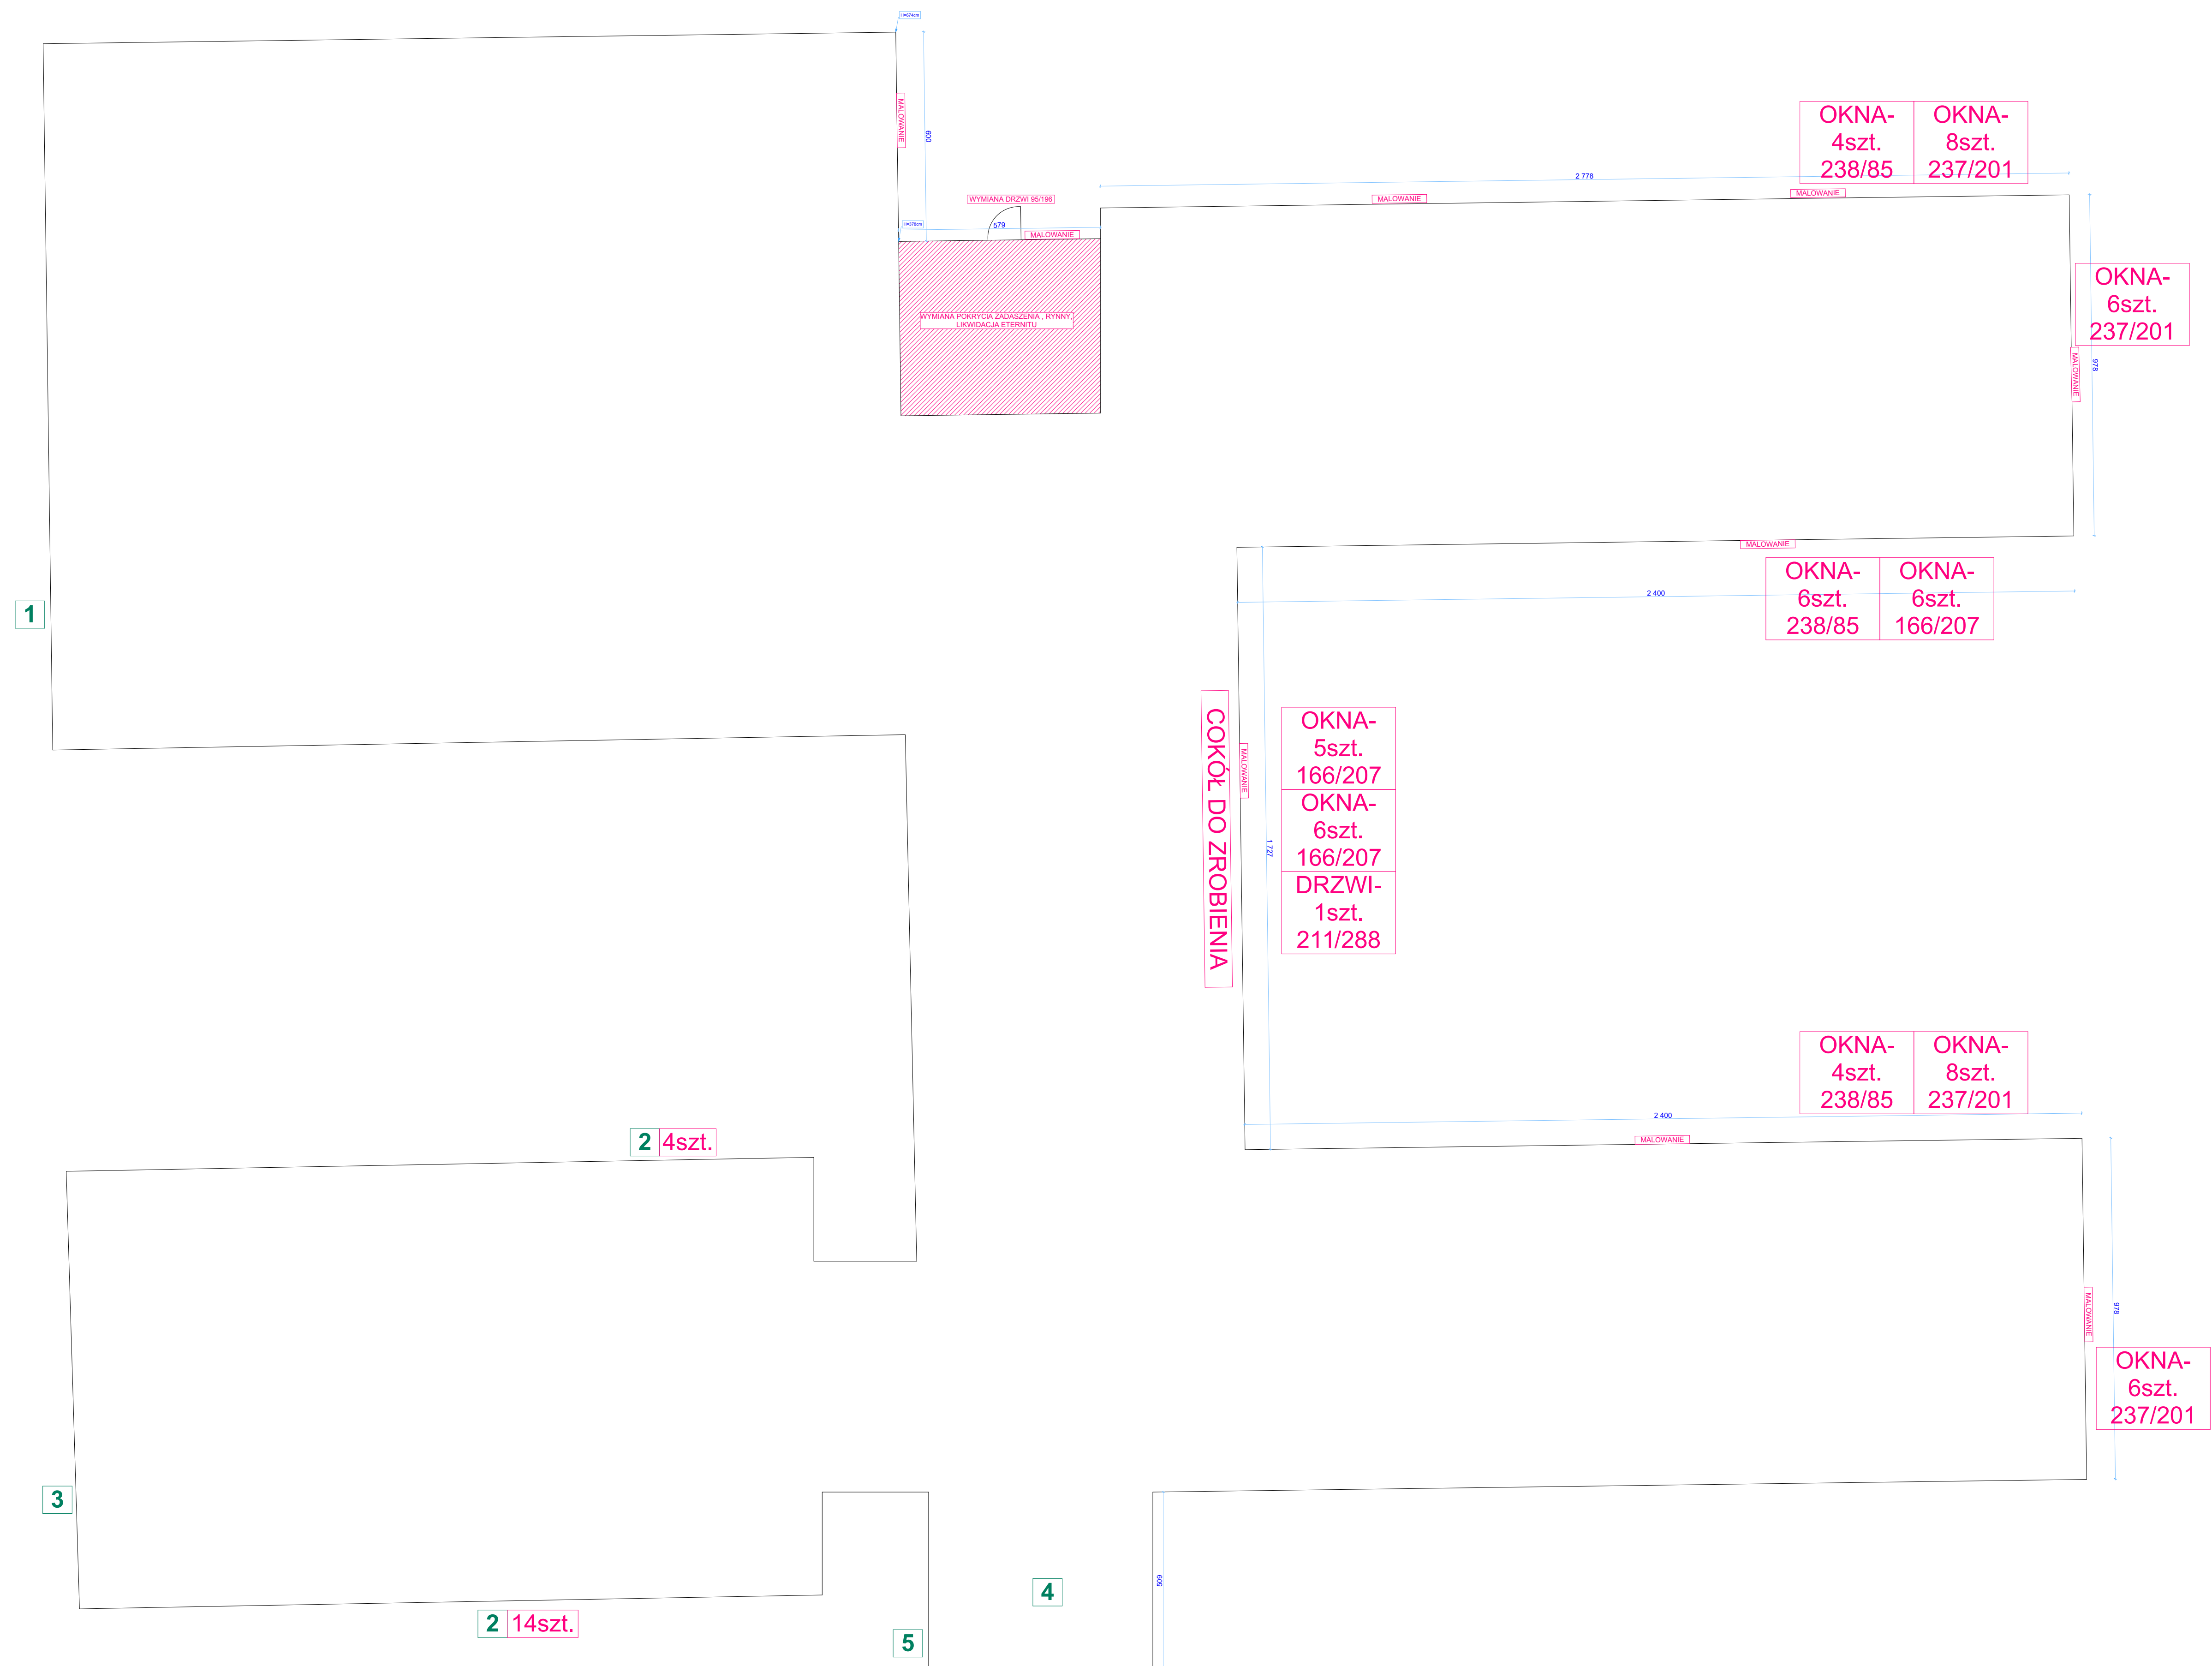 H=674cm
MALOWANIE
600
OKNA-
4szt.
238/85
OKNA-
8szt.
237/201
2 778
MALOWANIE
MALOWANIE
WYMIANA DRZWI 95/196
H=378cm
579
MALOWANIE
WYMIANA POKRYCIA ZADASZENIA , RYNNY,
LIKWIDACJA ETERNITU
OKNA-
6szt.
237/201
MALOWANIE
978
MALOWANIE
OKNA-
6szt.
238/85
OKNA-
6szt.
166/207
2 400
1
COKÓŁ DO ZROBIENIA
MALOWANIE
1 727
OKNA-
5szt.
166/207
OKNA-
6szt.
166/207
DRZWI-
1szt.
211/288
OKNA-
4szt.
238/85
OKNA-
8szt.
237/201
2 400
MALOWANIE
2 4szt.
MALOWANIE
978
OKNA-
6szt.
237/201
3
4
605
2 14szt.
5